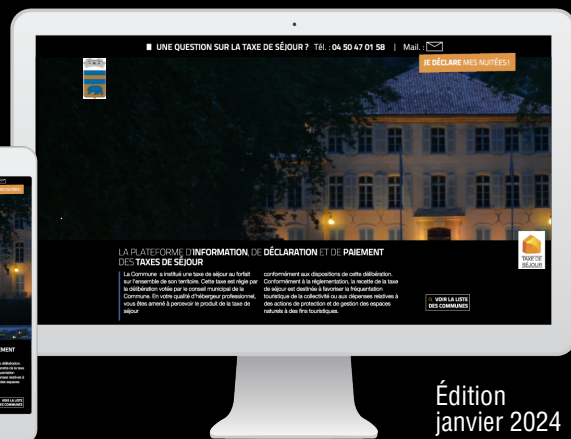 UNE QUESTION SUR LA TAXE DE SÉJOUR ? Tél. : 04 50 47 01 58 | Mail. :
JE DÉCLARE MES NUITÉES !
LA PLATEFORME D'INFORMATION, DE DÉCLARATION ET DE PAIEMENT
DES TAXES DE SÉJOUR
La Commune a institué une taxe de séjour au forfait
sur l'ensemble de son territoire. Cette taxe est régie par
la délibération votée par le conseil municipal de la
Commune. En votre qualité d'hébergeur professionnel,
vous êtes amené à percevoir le produit de la taxe de
séjour
conformément aux dispositions de cette délibération.
Conformément à la réglementation, la recette de la taxe
de séjour est destinée à favoriser la fréquentation
touristique de la collectivité ou aux dépenses relatives à
des actions de protection et de gestion des espaces
naturels à des fins touristiques.
TAXE DE
SÉJOUR
VOIR LA LISTE
DES COMMUNES
EMENT
VOIR LA LISTE
DES COMMUNES
Édition
janvier 2024